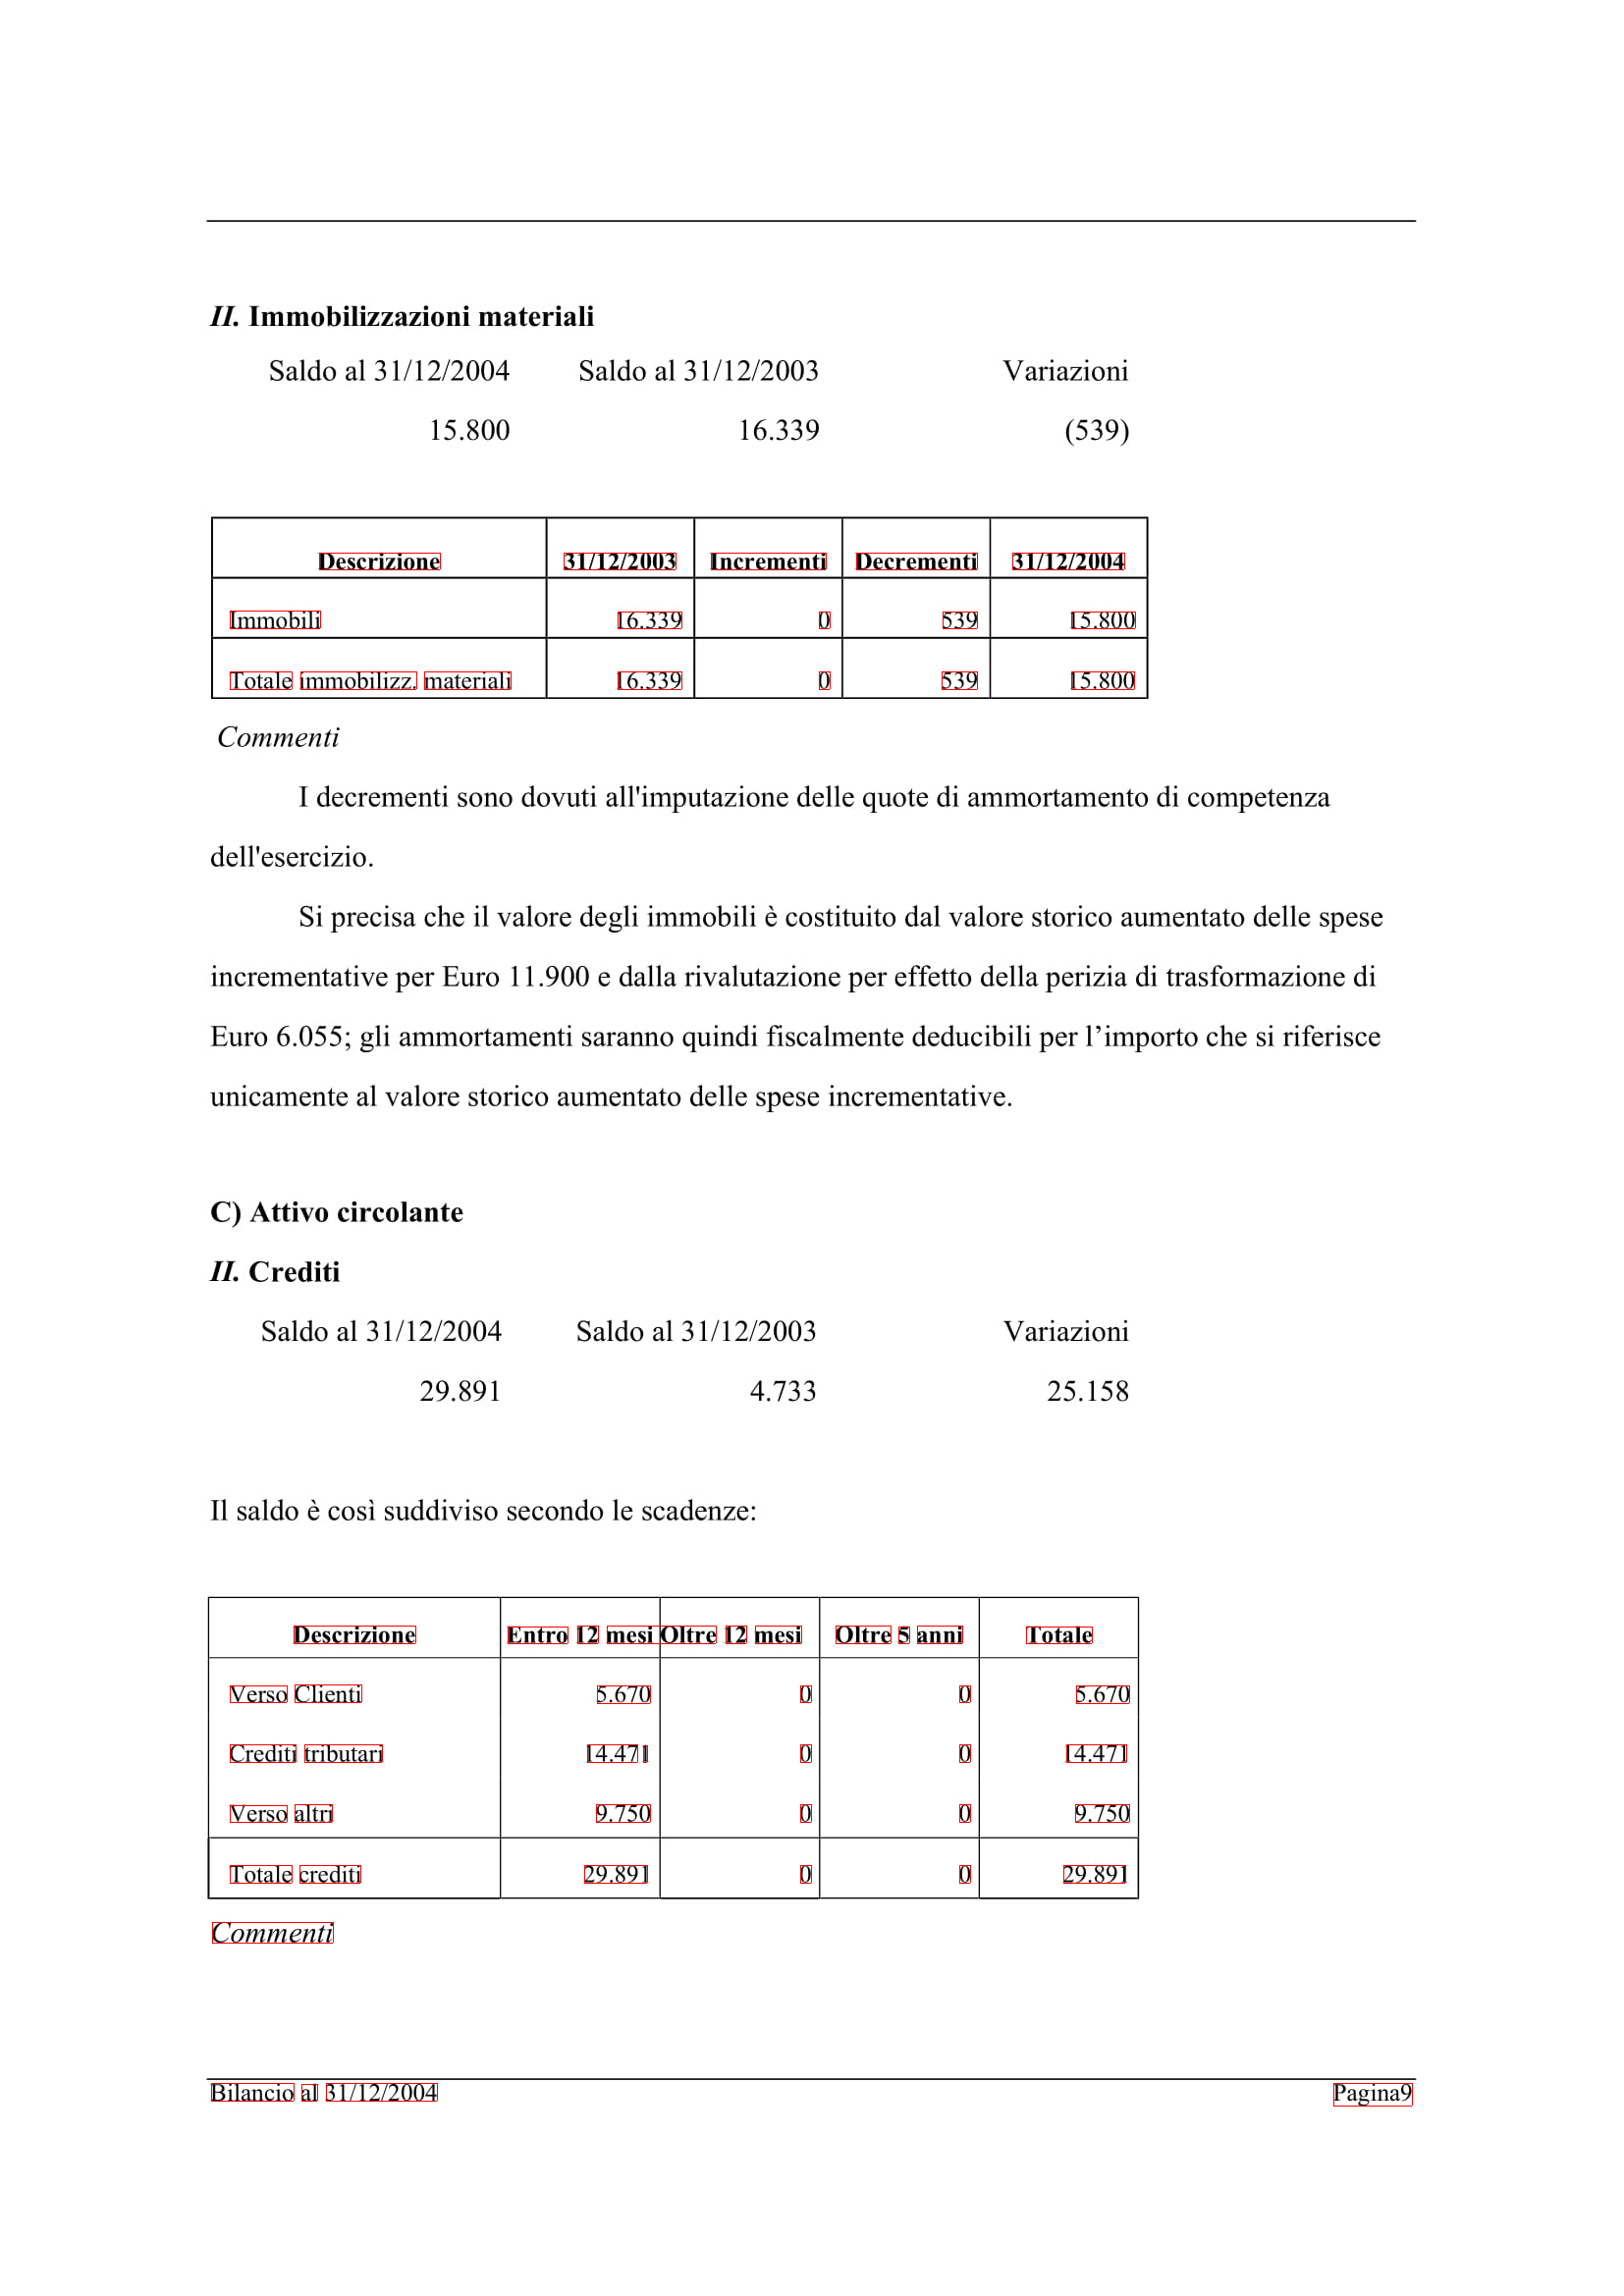 II. Immobilizzazioni materiali
Saldo al 31/12/2004 Saldo al 31/12/2003 Variazioni
15.800 16.339 (539)
Descrizione 31/12/2003 Incrementi Decrementi 31/12/2004
Immobili 16.339 0 539 15.800
Totale immobilizz. materiali 16.339 0 539 15.800
Commenti
I decrementi sono dovuti all'imputazione delle quote di ammortamento di competenza
dell'esercizio.
Si precisa che il valore degli immobili è costituito dal valore storico aumentato delle spese
incrementative per Euro 11.900 e dalla rivalutazione per effetto della perizia di trasformazione di
Euro 6.055; gli ammortamenti saranno quindi fiscalmente deducibili per l’importo che si riferisce
unicamente al valore storico aumentato delle spese incrementative.
C) Attivo circolante
II. Crediti
Saldo al 31/12/2004 Saldo al 31/12/2003 Variazioni
29.891 4.733 25.158
Il saldo è così suddiviso secondo le scadenze:
Descrizione Entro 12 mesi Oltre 12 mesi Oltre 5 anni Totale
Verso Clienti 5.670 0 0 5.670
Crediti tributari 14.471 0 0 14.471
Verso altri 9.750 0 0 9.750
Totale crediti 29.891 0 0 29.891
Commenti
Bilancio al 31/12/2004 Pagina9